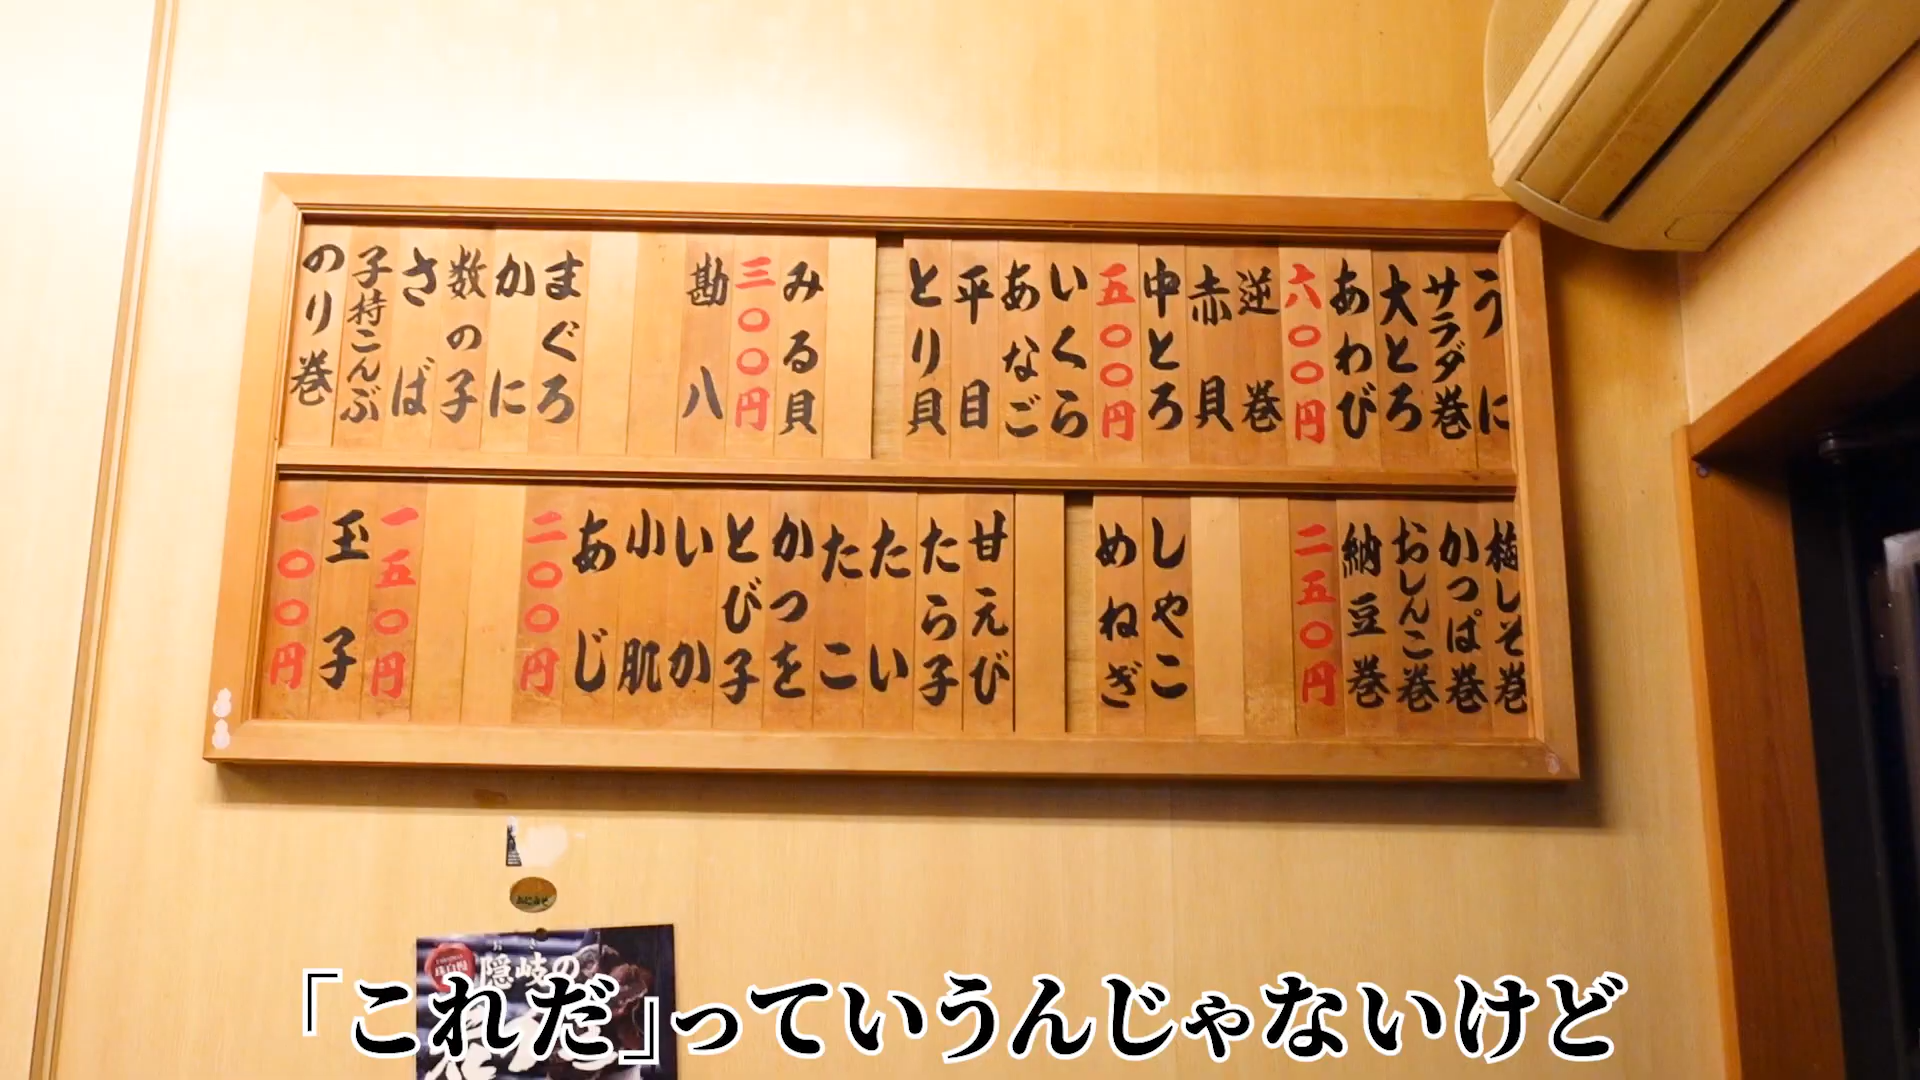 うに
サラダ巻
大とろ
あわび
六〇〇円
逆巻
赤貝
中とろ
五〇〇円
いくら
あなご
平目
とり貝
みる貝
三〇〇円
勘八
まぐろ
かに
数の子
さば
子持こんぶ
のり巻
梅しそ巻
かっぱ巻
おしんこ巻
納豆巻
二五〇円
しゃこ
めねぎ
甘えび
たら子
たい
たこ
かつを
とび子
いか
小肌
あじ
二〇〇円
一五〇円
玉子
一〇〇円
おき
隠岐の
「これだ」っていうんじゃないけど